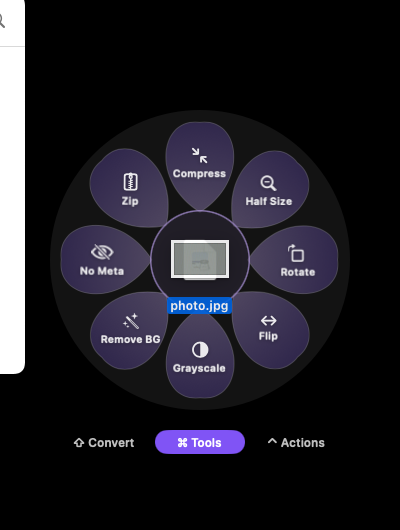 Compress
Zip
Half Size
No Meta
Rotate
photo.jpg
Remove BG
Flip
Grayscale
⇧ Convert
⌘ Tools
⌃ Actions